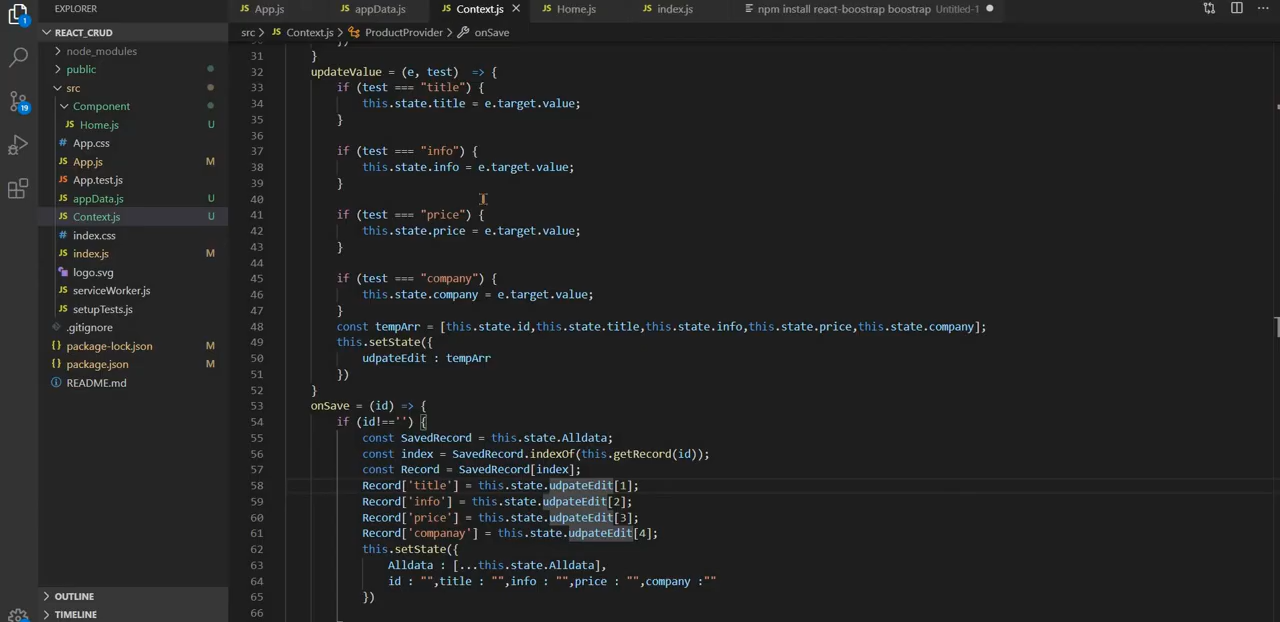 App.js appData.js Context.js Home.js index.js npm install react-boostrap boostrap Untitled-1
EXPLORER
REACT_CRUD
node_modules
public
src
Component
Home.js U
App.css
App.js M
App.test.js
appData.js U
Context.js U
index.css
index.js M
logo.svg
serviceWorker.js
setupTests.js
.gitignore
package-lock.json M
package.json M
README.md
OUTLINE
TIMELINE
1
19
src > Context.js > ProductProvider > onSave
31 }
32 updateValue = (e, test) => {
33 if (test === "title") {
34 this.state.title = e.target.value;
35 }
36
37 if (test === "info") {
38 this.state.info = e.target.value;
39 }
40
41 if (test === "price") {
42 this.state.price = e.target.value;
43 }
44
45 if (test === "company") {
46 this.state.company = e.target.value;
47 }
48 const tempArr = [this.state.id,this.state.title,this.state.info,this.state.price,this.state.company];
49 this.setState({
50 udpateEdit : tempArr
51 })
52 }
53 onSave = (id) => {
54 if (id!=='') {
55 const SavedRecord = this.state.Alldata;
56 const index = SavedRecord.indexOf(this.getRecord(id));
57 const Record = SavedRecord[index];
58 Record['title'] = this.state.udpateEdit[1];
59 Record['info'] = this.state.udpateEdit[2];
60 Record['price'] = this.state.udpateEdit[3];
61 Record['companay'] = this.state.udpateEdit[4];
62 this.setState({
63 Alldata : [...this.state.Alldata],
64 id : "",title : "",info : "",price : "",company :""
65 })
66